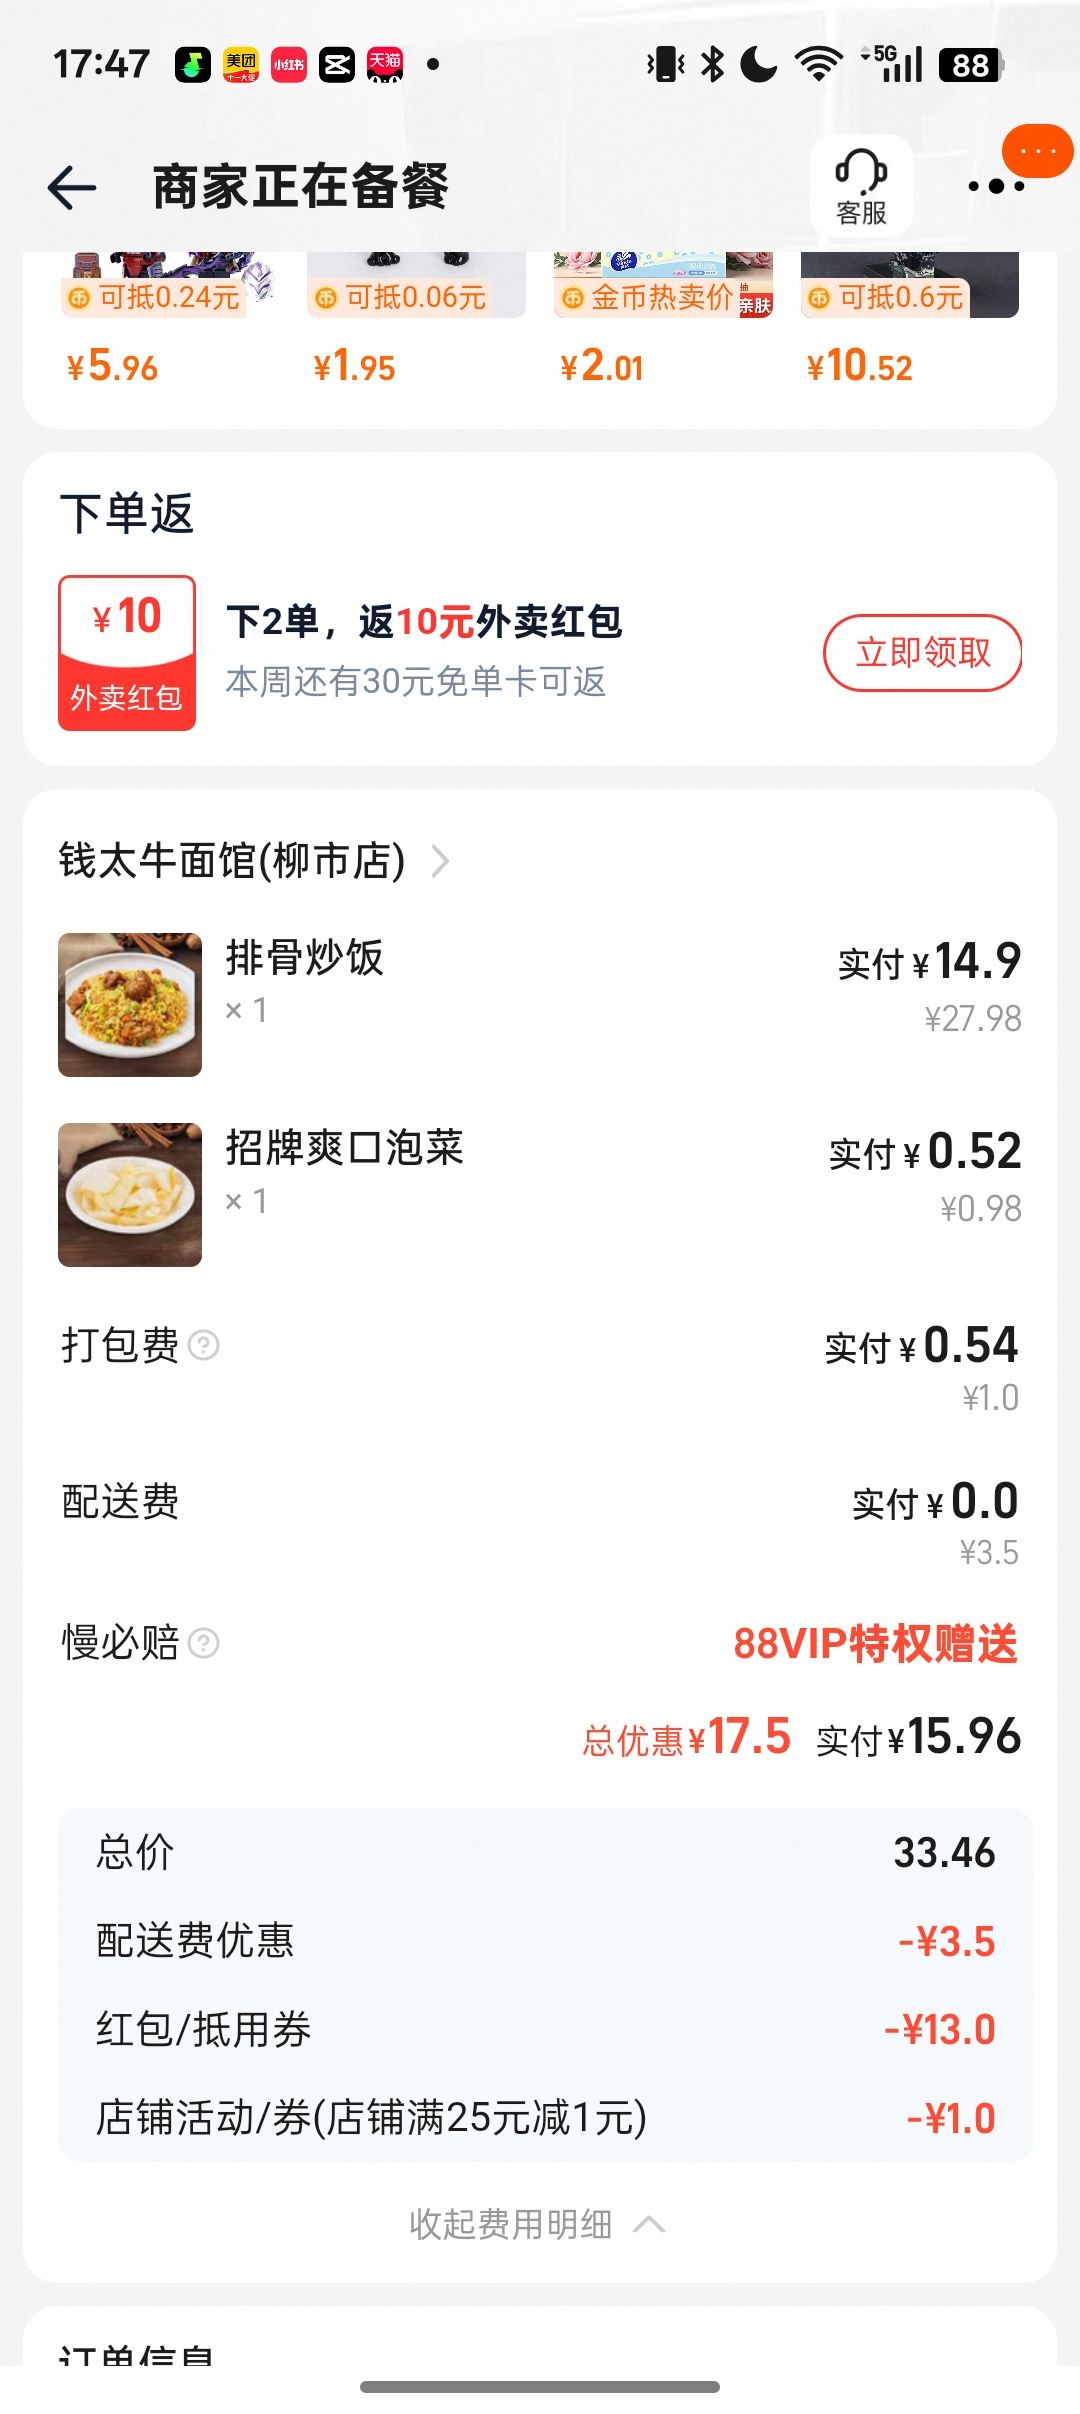 17:47
美团
小红书
天猫
5G
88
商家正在备餐
客服
可抵0.24元
可抵0.06元
金币热卖价
抽
亲肤
可抵0.6元
¥5.96
¥1.95
¥2.01
¥10.52
下单返
¥10
外卖红包
下2单，返10元外卖红包
本周还有30元免单卡可返
立即领取
钱太牛面馆(柳市店)
排骨炒饭
× 1
实付¥14.9
¥27.98
招牌爽口泡菜
× 1
实付¥0.52
¥0.98
打包费
实付¥0.54
¥1.0
配送费
实付¥0.0
¥3.5
慢必赔
88VIP特权赠送
总优惠¥17.5 实付¥15.96
总价
33.46
配送费优惠
-¥3.5
红包/抵用券
-¥13.0
店铺活动/券(店铺满25元减1元)
-¥1.0
收起费用明细
订单信息